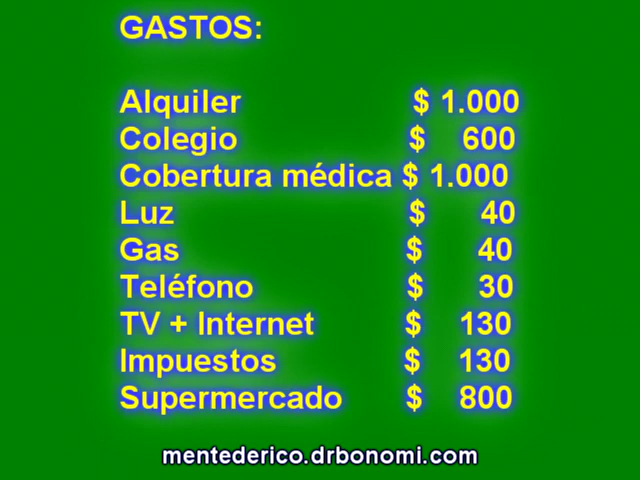 GASTOS:
Alquiler $ 1.000
Colegio $ 600
Cobertura médica $ 1.000
Luz $ 40
Gas $ 40
Teléfono $ 30
TV + Internet $ 130
Impuestos $ 130
Supermercado $ 800
mentederico.drbonomi.com